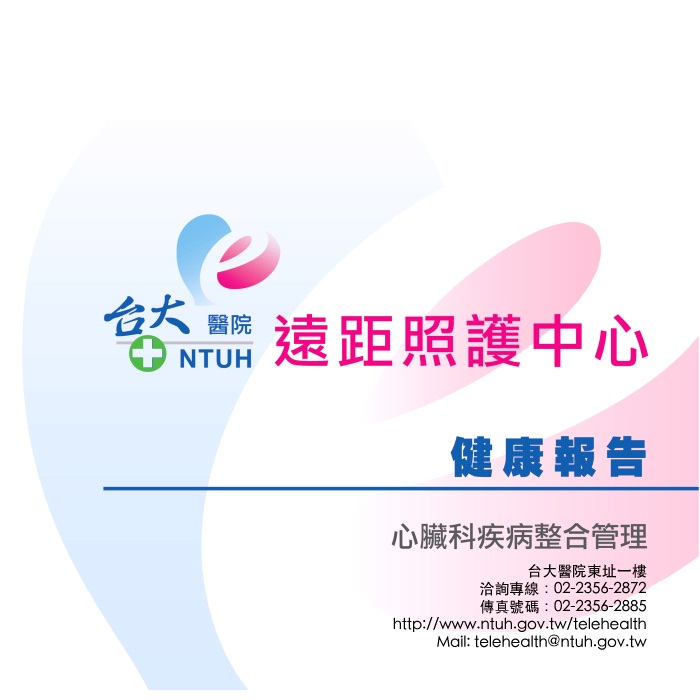 台大 醫院
NTUH
遠距照護中心
健康報告
心臟科疾病整合管理
台大醫院東址一樓
洽詢專線：02-2356-2872
傳真號碼：02-2356-2885
http://www.ntuh.gov.tw/telehealth
Mail: telehealth@ntuh.gov.tw